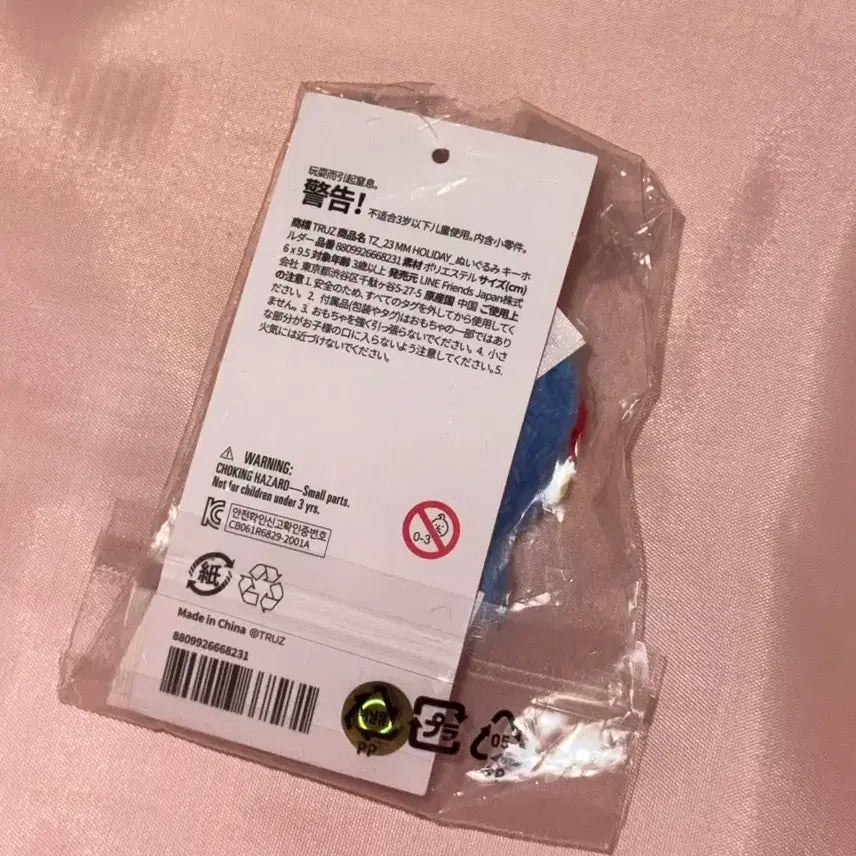 玩耍而引起窒息。
警告! 不适合3岁以下儿童使用。内含小零件。
商標 TRUZ 商品名 TZ_23 MM HOLIDAY_ぬいぐるみ キーホ
ルダー 品番 8809926668231 素材 ポリエステル サイズ(cm)
6 x 9.5 対象年齢 3歳以上 発売元 LINE Friends Japan株式
会社 東京都渋谷区千駄ヶ谷5-27-5 原産国 中国 ご使用上
の注意 1. 安全のため、すべてのタグを外してから使用してく
ださい。 2. 付属品(包装やタグ)はおもちゃの一部ではあり
ません。 3. おもちゃを強く引っ張らないでください。 4. 小さ
な部分がお子様の口に入らないよう注意してください。5.
火気には近づけないでください。
WARNING:
CHOKING HAZARD—Small parts.
Not for children under 3 yrs.
안전확인신고확인증번호
CB061R6829-2001A
0-3
紙
Made in China ©TRUZ
8809926668231
プラ
05
PP